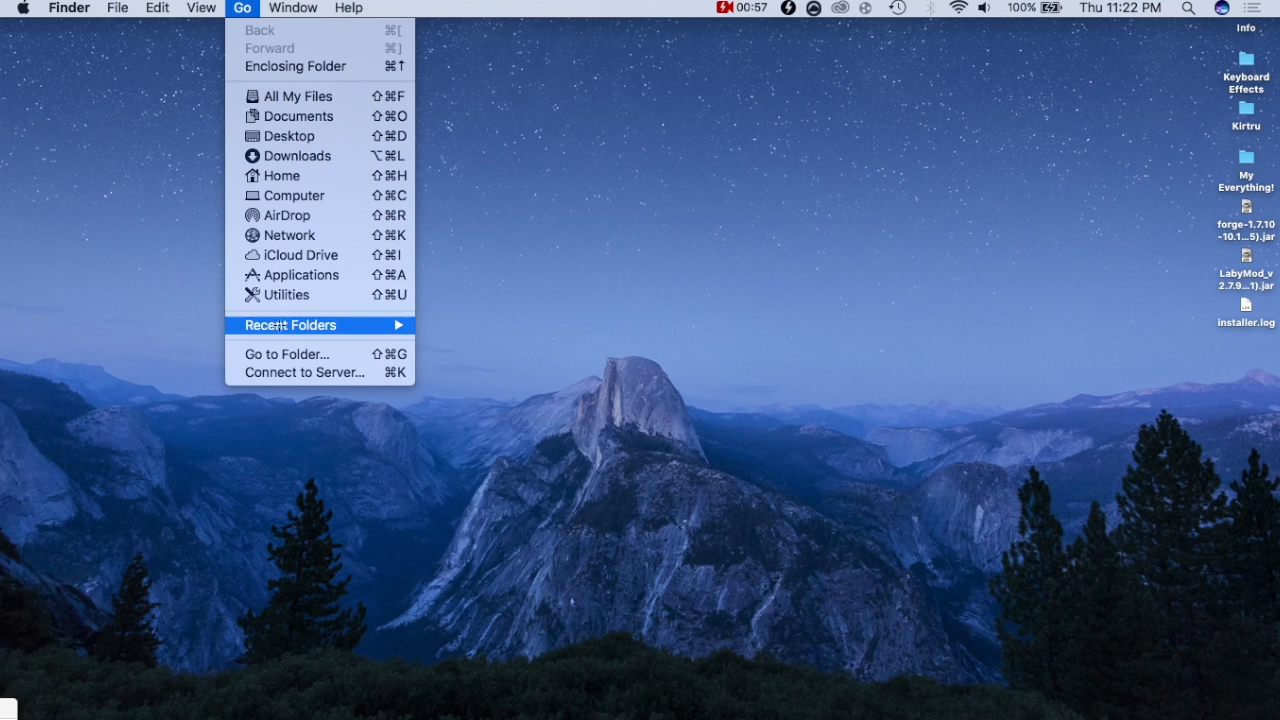 Finder File Edit View Go Window Help 00:57 100% Thu 11:22 PM
Back ⌘[
Forward ⌘]
Enclosing Folder ⌘↑
All My Files ⇧⌘F
Documents ⇧⌘O
Desktop ⇧⌘D
Downloads ⌥⌘L
Home ⇧⌘H
Computer ⇧⌘C
AirDrop ⇧⌘R
Network ⇧⌘K
iCloud Drive ⇧⌘I
Applications ⇧⌘A
Utilities ⇧⌘U
Recent Folders
Go to Folder... ⇧⌘G
Connect to Server... ⌘K
Info
Keyboard
Effects
Kirtru
My
Everything!
forge-1.7.10
-10.1...5).jar
LabyMod_v
2.7.9...1).jar
installer.log